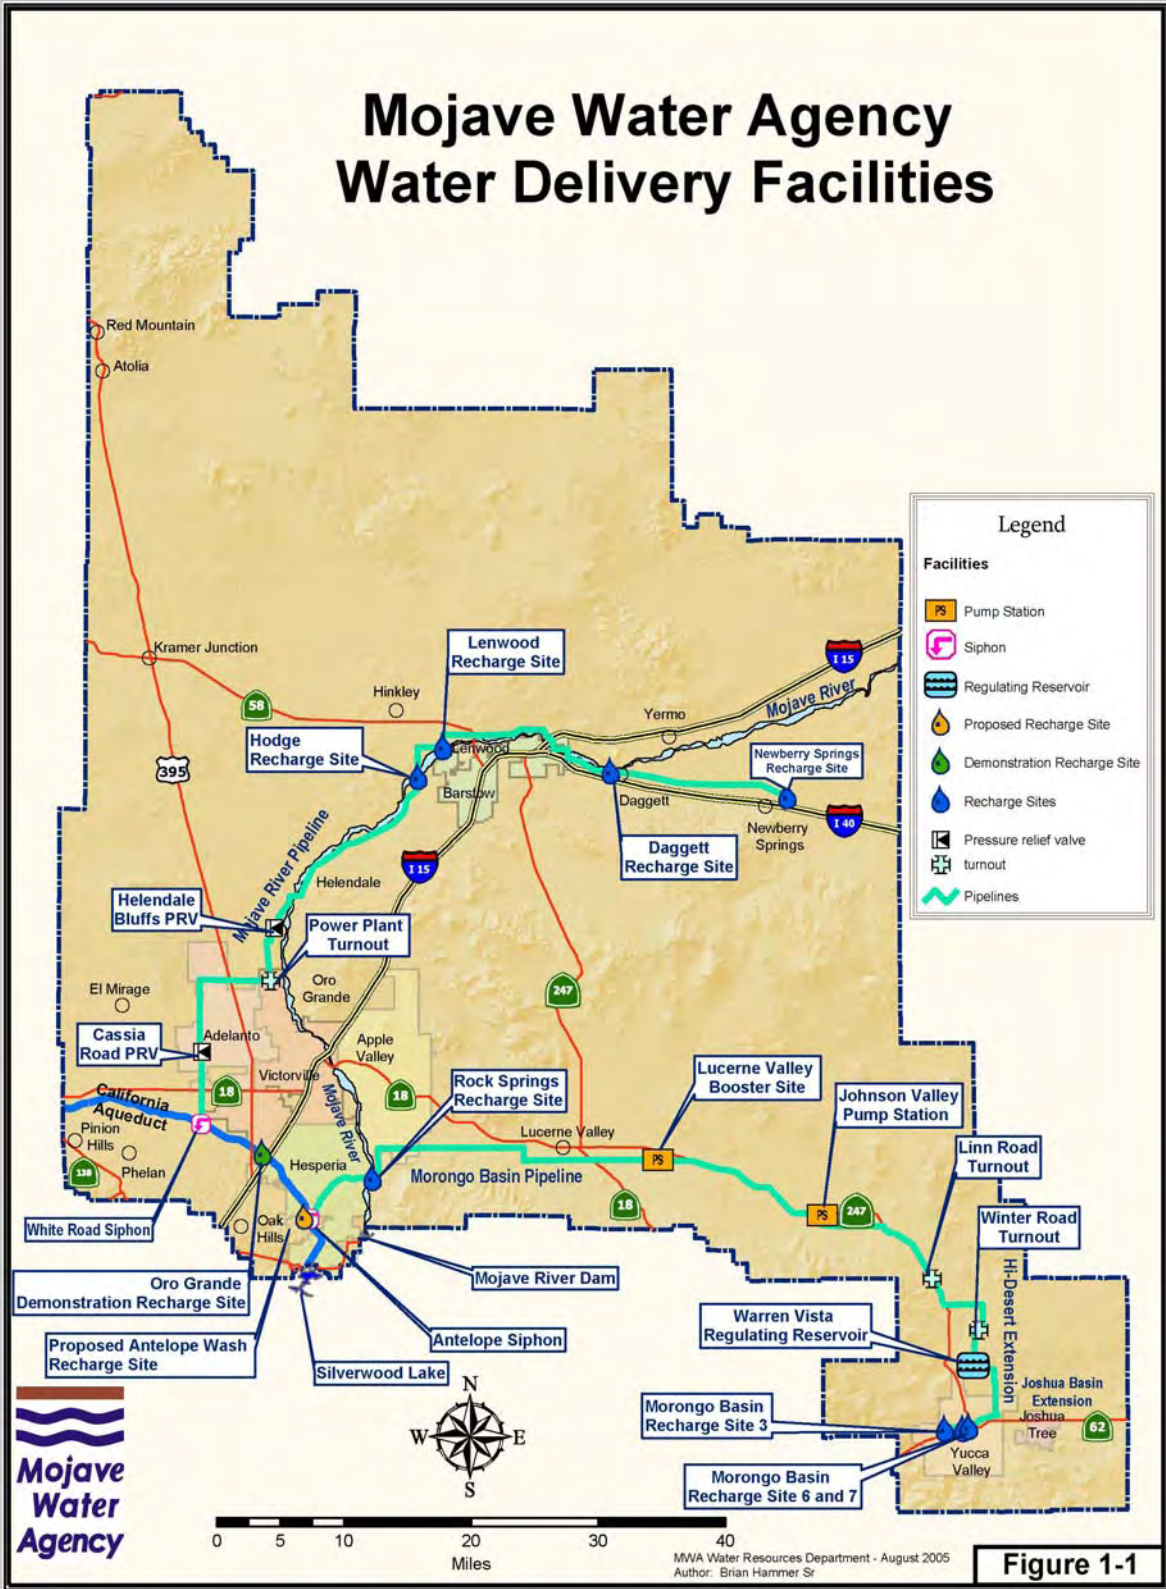 Mojave Water Agency
Water Delivery Facilities
Red Mountain
Atolia
Legend
Facilities
PS Pump Station
Siphon
Regulating Reservoir
Proposed Recharge Site
Demonstration Recharge Site
Recharge Sites
Pressure relief valve
turnout
Pipelines
Kramer Junction
Lenwood
Recharge Site
I 15
58
Hinkley
Mojave River
Yermo
Hodge
Recharge Site
Lenwood
Newberry Springs
Recharge Site
395
Barstow
Daggett
I 40
Newberry
Springs
Daggett
Recharge Site
I 15
Mojave River Pipeline
Helendale
Helendale
Bluffs PRV
Power Plant
Turnout
Oro
Grande
El Mirage
247
Cassia
Road PRV
Adelanto
Apple
Valley
Victorville
18
18
Rock Springs
Recharge Site
Lucerne Valley
Booster Site
Johnson Valley
Pump Station
California
Aqueduct
Mojave River
Pinion
Hills
Phelan
138
Lucerne Valley
PS
Linn Road
Turnout
Hesperia
Morongo Basin Pipeline
18
PS
247
White Road Siphon
Oak
Hills
Winter Road
Turnout
Mojave River Dam
Oro Grande
Demonstration Recharge Site
Hi-Desert Extension
Warren Vista
Regulating Reservoir
Proposed Antelope Wash
Recharge Site
Antelope Siphon
Silverwood Lake
Joshua Basin
Extension
Morongo Basin
Recharge Site 3
Joshua
Tree
62
Yucca
Valley
Morongo Basin
Recharge Site 6 and 7
N
W
E
S
Mojave
Water
Agency
0 5 10 20 30 40
Miles
MWA Water Resources Department - August 2005
Author: Brian Hammer Sr
Figure 1-1